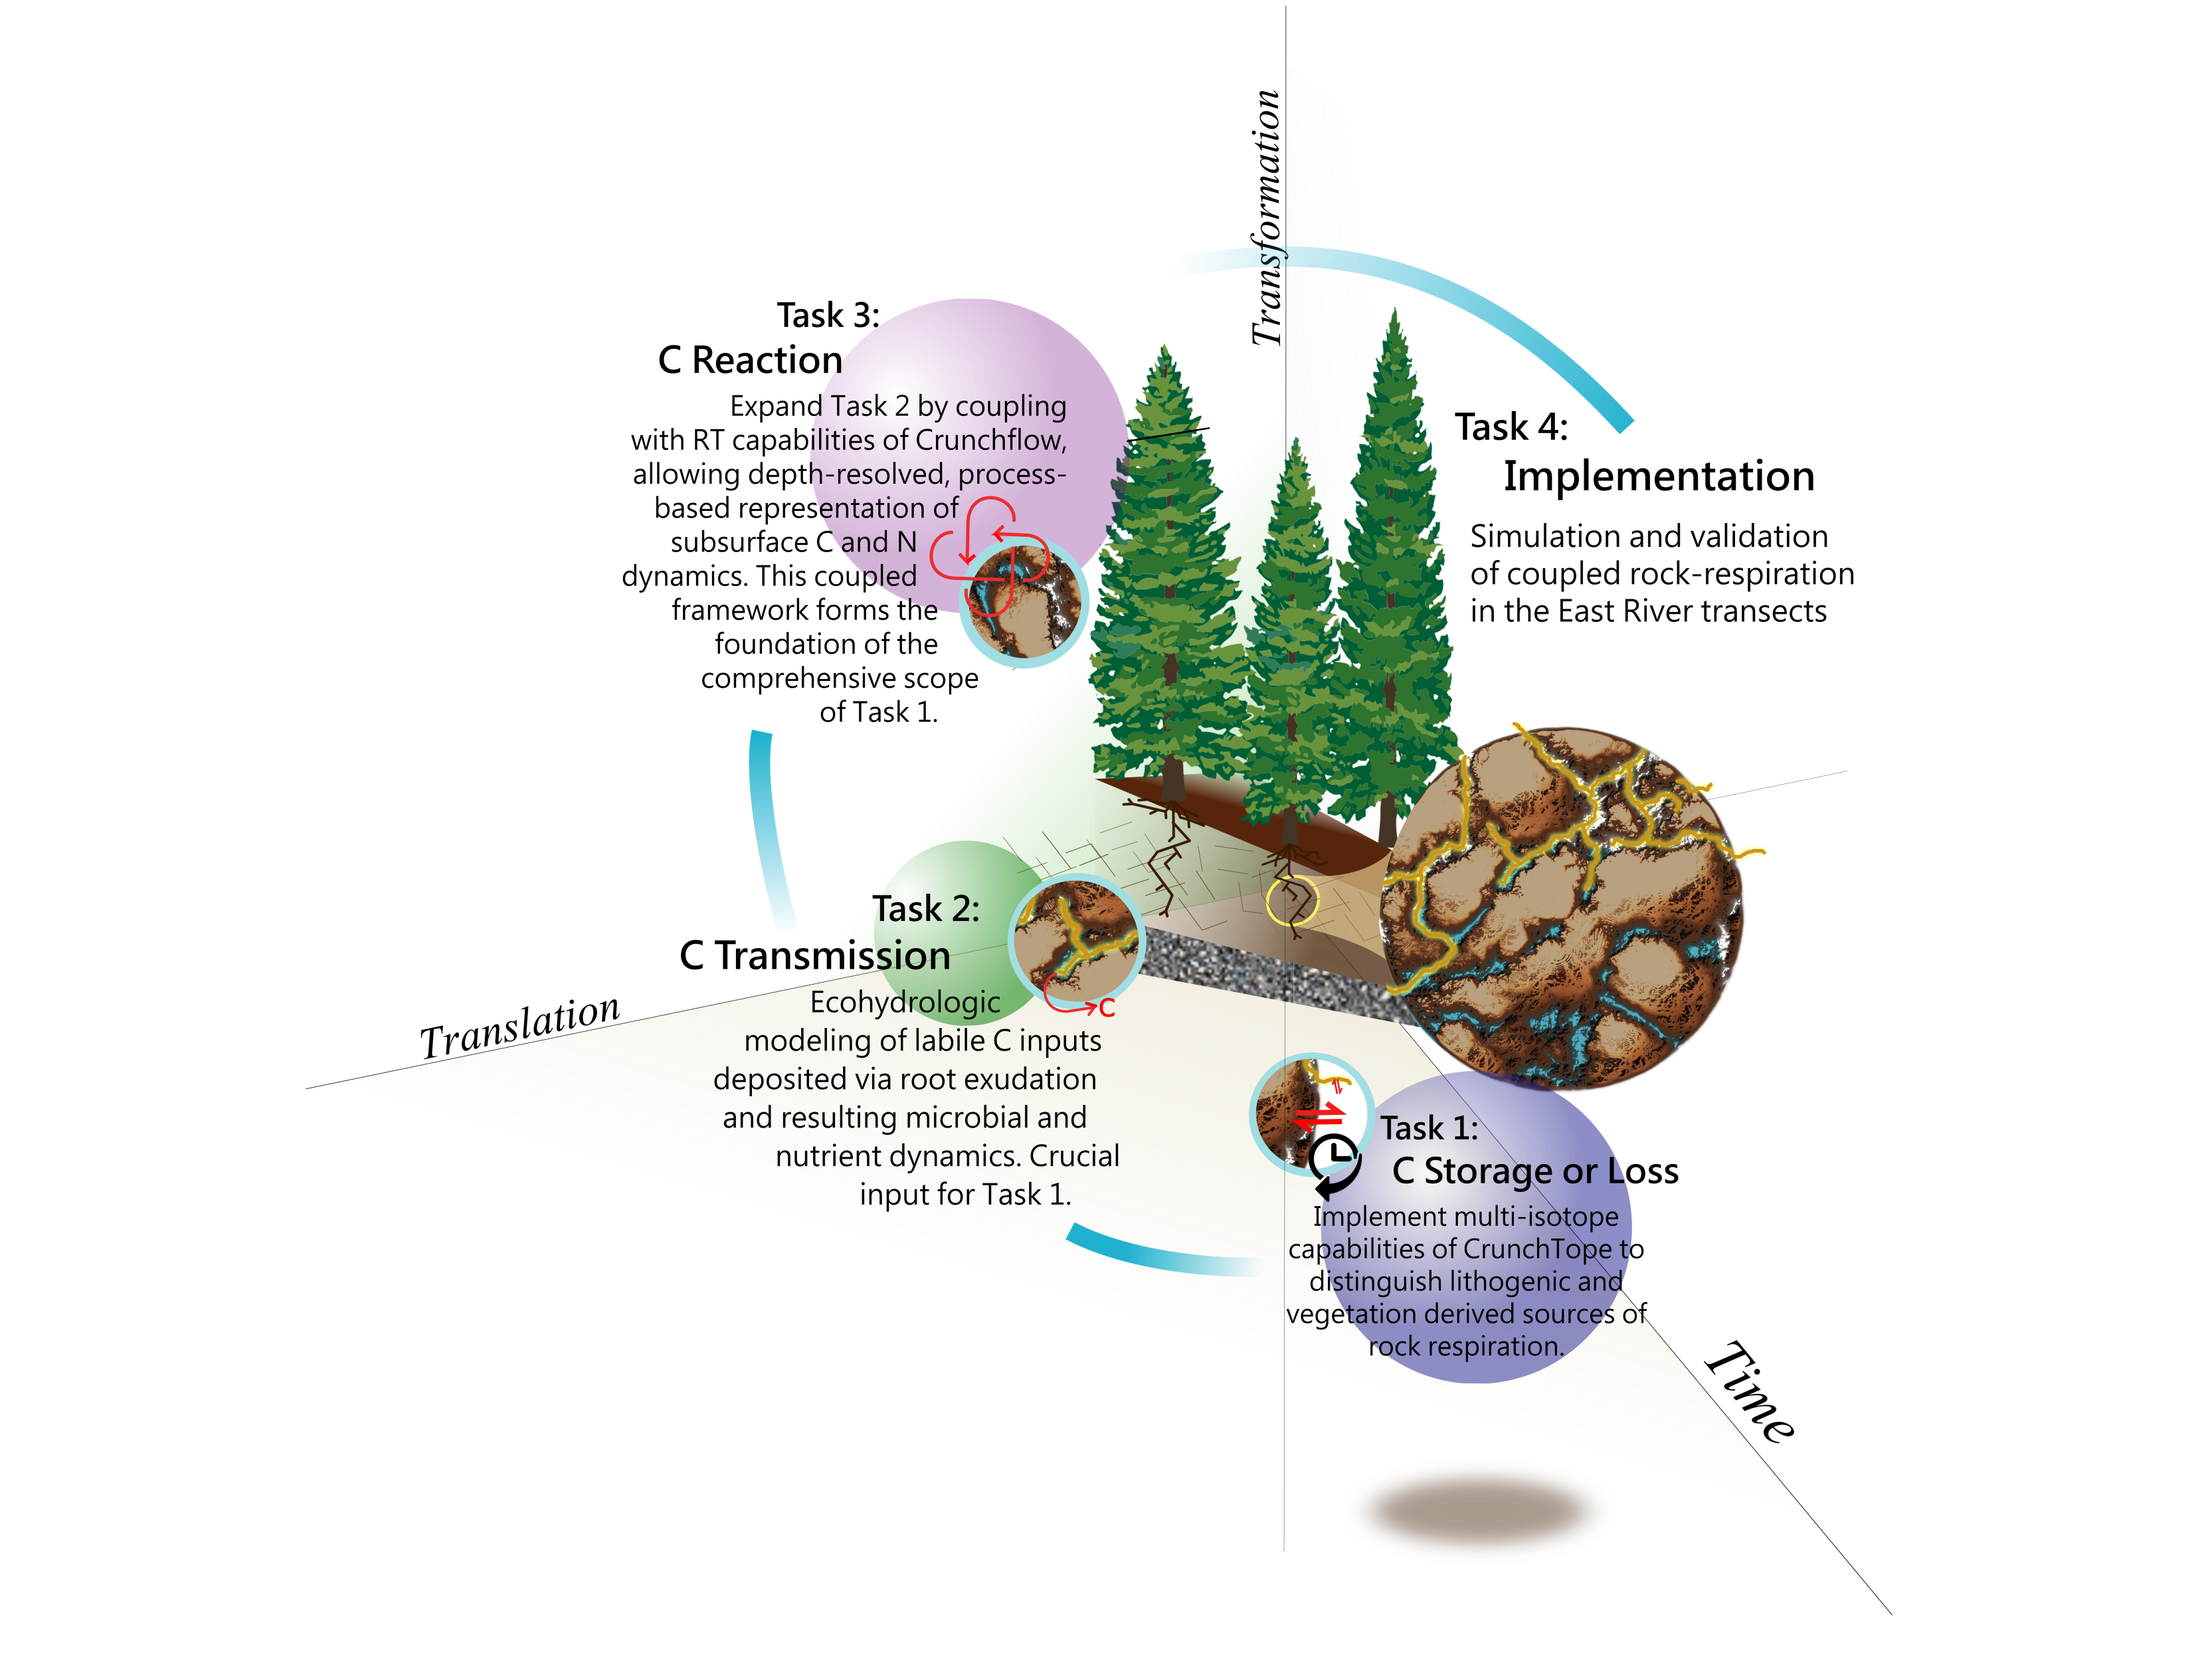 Transformation
Task 3:
C Reaction
Expand Task 2 by coupling
with RT capabilities of Crunchflow,
allowing depth-resolved, process-
based representation of
subsurface C and N
dynamics. This coupled
framework forms the
foundation of the
comprehensive scope
of Task 1.
Task 4:
Implementation
Simulation and validation
of coupled rock-respiration
in the East River transects
Task 2:
C Transmission
Ecohydrologic
modeling of labile C inputs
deposited via root exudation
and resulting microbial and
nutrient dynamics. Crucial
input for Task 1.
C
Translation
Task 1:
C Storage or Loss
Implement multi-isotope
capabilities of CrunchTope to
distinguish lithogenic and
vegetation derived sources of
rock respiration.
Time